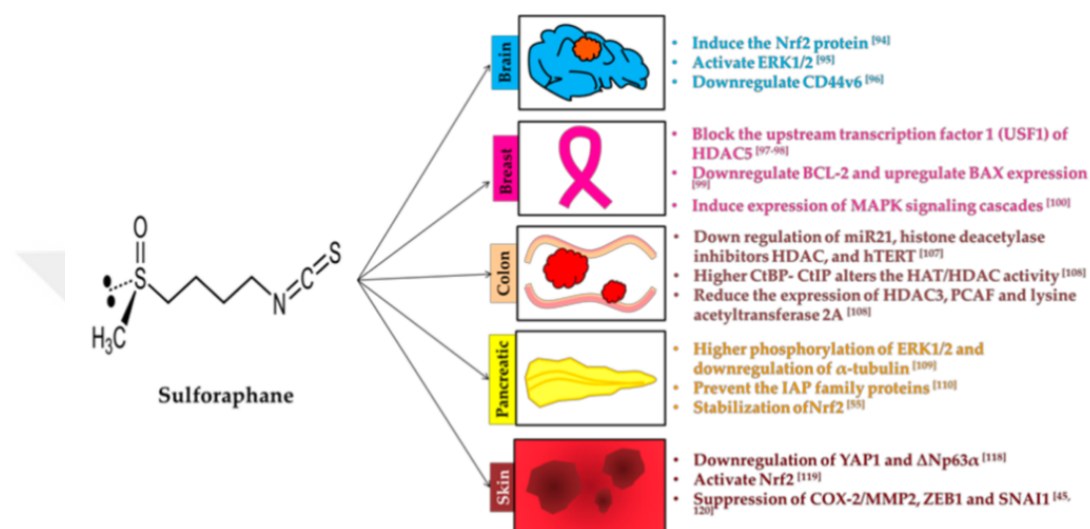 O
S
H₃C
N
C
S
Sulforaphane
Brain
• Induce the Nrf2 protein [94]
• Activate ERK1/2 [95]
• Downregulate CD44v6 [96]
Breast
• Block the upstream transcription factor 1 (USF1) of
HDAC5 [97-98]
• Downregulate BCL-2 and upregulate BAX expression
[99]
• Induce expression of MAPK signaling cascades [100]
Colon
• Down regulation of miR21, histone deacetylase
inhibitors HDAC, and hTERT [107]
• Higher CtBP- CtIP alters the HAT/HDAC activity [108]
• Reduce the expression of HDAC3, PCAF and lysine
acetyltransferase 2A [108]
Pancreatic
• Higher phosphorylation of ERK1/2 and
downregulation of α-tubulin [109]
• Prevent the IAP family proteins [110]
• Stabilization ofNrf2 [55]
Skin
• Downregulation of YAP1 and ΔNp63α [118]
• Activate Nrf2 [119]
• Suppression of COX-2/MMP2, ZEB1 and SNAI1 [45,
120]